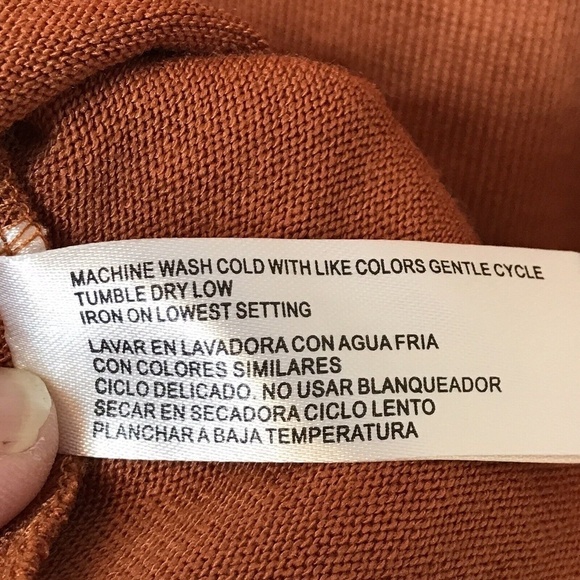 MACHINE WASH COLD WITH LIKE COLORS GENTLE CYCLE
TUMBLE DRY LOW
IRON ON LOWEST SETTING
LAVAR EN LAVADORA CON AGUA FRIA
CON COLORES SIMILARES
CICLO DELICADO. NO USAR BLANQUEADOR
SECAR EN SECADORA CICLO LENTO
PLANCHAR A BAJA TEMPERATURA